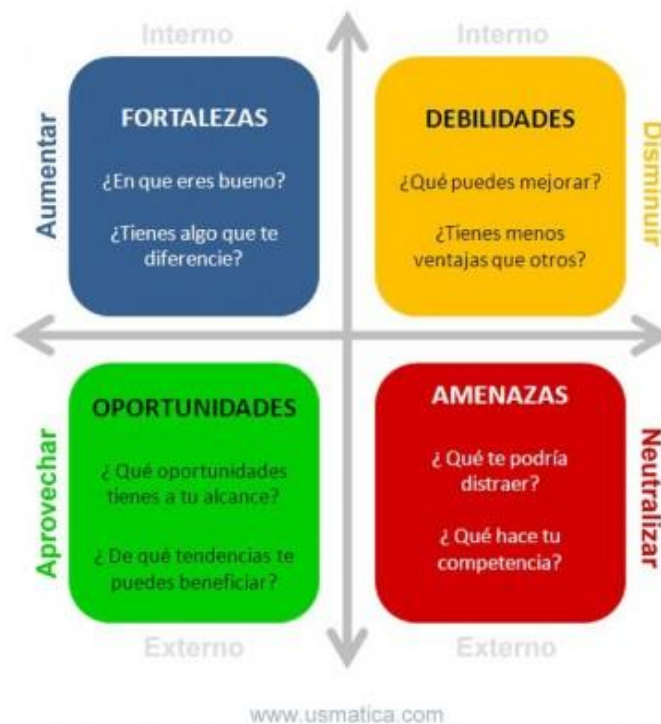 Interno
Interno
Aumentar
FORTALEZAS
¿En que eres bueno?
¿Tienes algo que te
diferencie?
DEBILIDADES
¿Qué puedes mejorar?
¿Tienes menos
ventajas que otros?
Disminuir
Aprovechar
OPORTUNIDADES
¿ Qué oportunidades
tienes a tu alcance?
¿ De qué tendencias te
puedes beneficiar?
AMENAZAS
¿ Qué te podría
distraer?
¿ Qué hace tu
competencia?
Neutralizar
Externo
Externo
www.usmatica.com